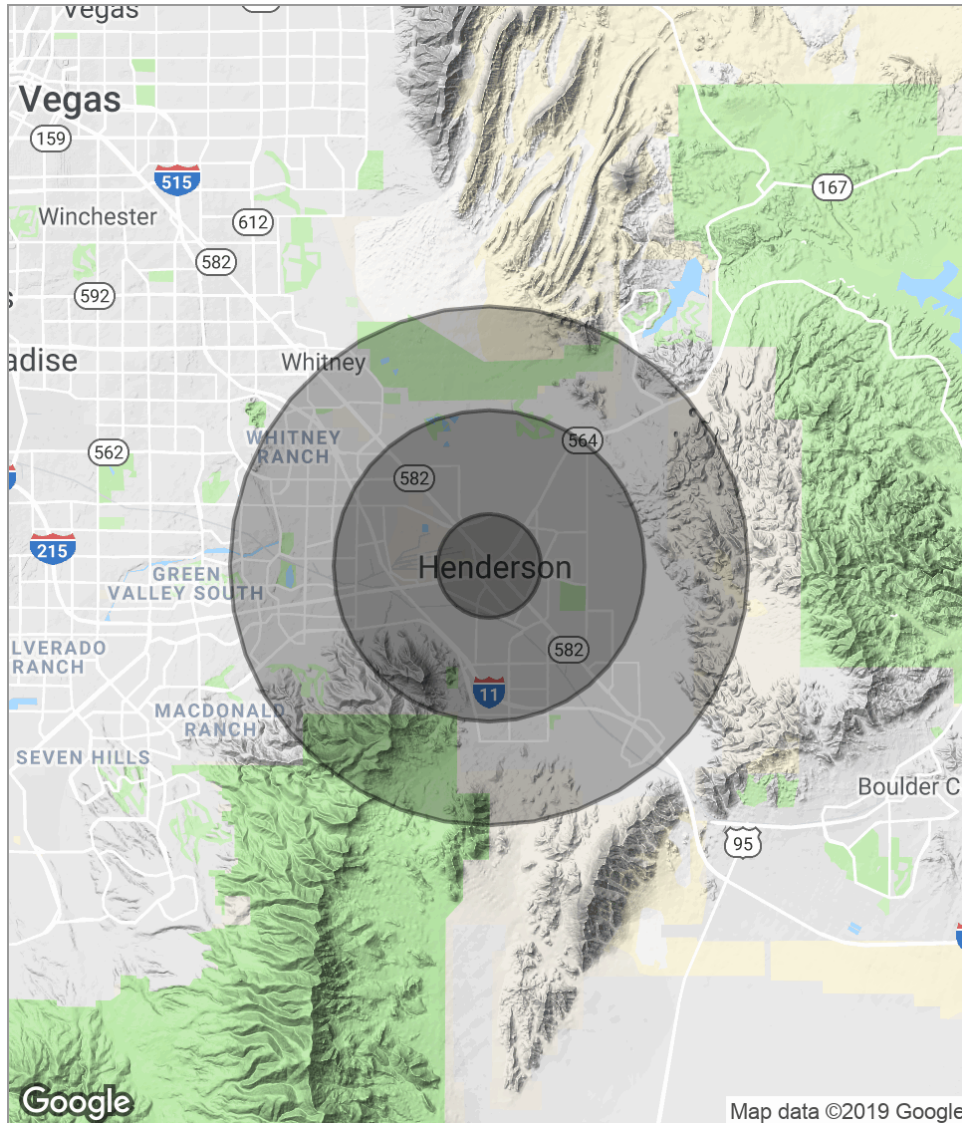 Vegas
Vegas
159
515
Winchester
612
582
167
592
s
adise
Whitney
562
WHITNEY
RANCH
564
582
215
Henderson
GREEN
VALLEY SOUTH
LVERADO
RANCH
582
11
MACDONALD
RANCH
SEVEN HILLS
Boulder C
95
Google
Map data ©2019 Google